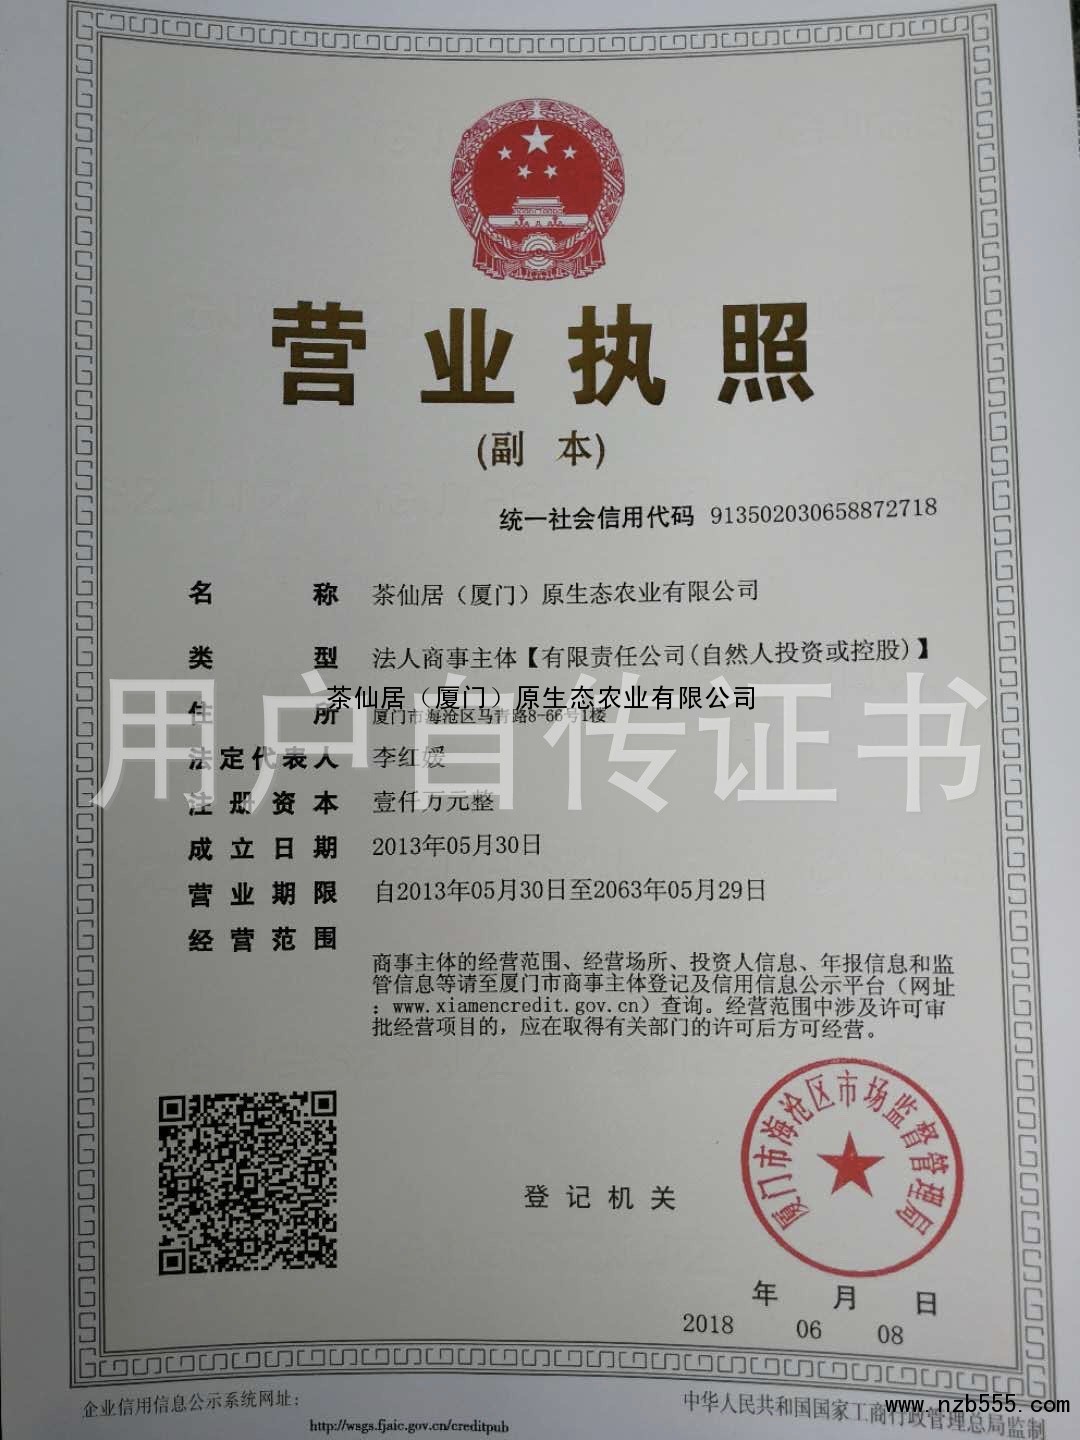 营业执照
(副 本)
统一社会信用代码 913502030658872718
名称 茶仙居（厦门）原生态农业有限公司
类型 法人商事主体【有限责任公司(自然人投资或控股)】
茶仙居（厦门）原生态农业有限公司
住所 厦门市海沧区马青路8-66号1楼
用户自传证书
法定代表人 李红媛
注册资本 壹仟万元整
成立日期 2013年05月30日
营业期限 自2013年05月30日至2063年05月29日
经营范围
商事主体的经营范围、经营场所、投资人信息、年报信息和监
管信息等请至厦门市商事主体登记及信用信息公示平台（网址
：www.xiamencredit.gov.cn）查询。经营范围中涉及许可审
批经营项目的，应在取得有关部门的许可后方可经营。
厦门市海沧区市场监督管理局
登记机关
年 月 日
2018 06 08
企业信用信息公示系统网址：
http://wsgs.fjaic.gov.cn/creditpub
中华人民共和国国家工商行政管理总局监制
www.nzb555.com